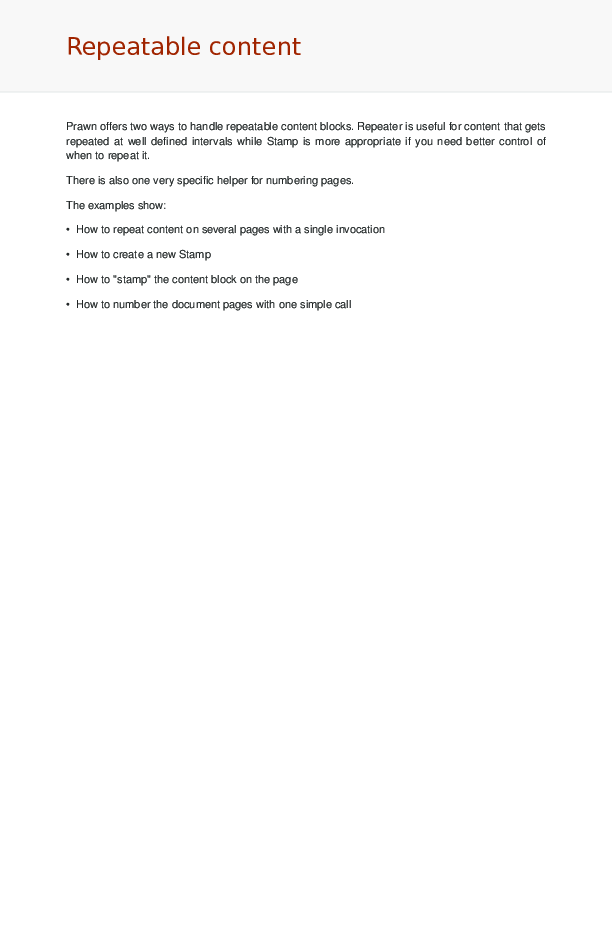 Repeatable content
Prawn offers two ways to handle repeatable content blocks. Repeater is useful for content that gets
repeated at well defined intervals while Stamp is more appropriate if you need better control of
when to repeat it.
There is also one very specific helper for numbering pages.
The examples show:
• How to repeat content on several pages with a single invocation
• How to create a new Stamp
• How to "stamp" the content block on the page
• How to number the document pages with one simple call